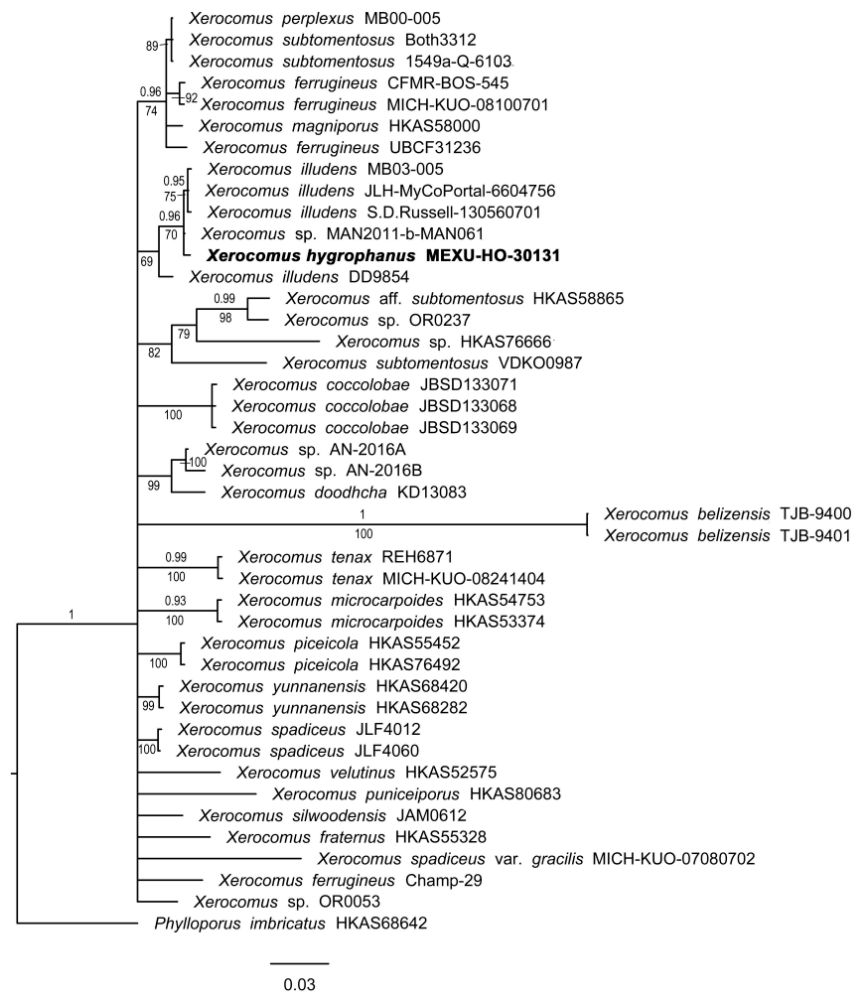 Xerocomus perplexus MB00-005
89
Xerocomus subtomentosus Both3312
Xerocomus subtomentosus 1549a-Q-6103
Xerocomus ferrugineus CFMR-BOS-545
0.96
92
74
Xerocomus ferrugineus MICH-KUO-08100701
Xerocomus magniporus HKAS58000
Xerocomus ferrugineus UBCF31236
Xerocomus illudens MB03-005
0.95
75
Xerocomus illudens JLH-MyCoPortal-6604756
Xerocomus illudens S.D.Russell-130560701
0.96
70
Xerocomus sp. MAN2011-b-MAN061
Xerocomus hygrophanus MEXU-HO-30131
69
Xerocomus illudens DD9854
0.99
98
Xerocomus aff. subtomentosus HKAS58865
Xerocomus sp. OR0237
79
Xerocomus sp. HKAS76666
82
Xerocomus subtomentosus VDKO0987
Xerocomus coccolobae JBSD133071
Xerocomus coccolobae JBSD133068
100
Xerocomus coccolobae JBSD133069
Xerocomus sp. AN-2016A
100
Xerocomus sp. AN-2016B
99
Xerocomus doodhcha KD13083
1
100
Xerocomus belizensis TJB-9400
Xerocomus belizensis TJB-9401
0.99
100
Xerocomus tenax REH6871
Xerocomus tenax MICH-KUO-08241404
0.93
100
Xerocomus microcarpoides HKAS54753
Xerocomus microcarpoides HKAS53374
1
Xerocomus piceicola HKAS55452
100
Xerocomus piceicola HKAS76492
Xerocomus yunnanensis HKAS68420
99
Xerocomus yunnanensis HKAS68282
Xerocomus spadiceus JLF4012
100
Xerocomus spadiceus JLF4060
Xerocomus velutinus HKAS52575
Xerocomus puniceiporus HKAS80683
Xerocomus silwoodensis JAM0612
Xerocomus fraternus HKAS55328
Xerocomus spadiceus var. gracilis MICH-KUO-07080702
Xerocomus ferrugineus Champ-29
Xerocomus sp. OR0053
Phylloporus imbricatus HKAS68642
0.03